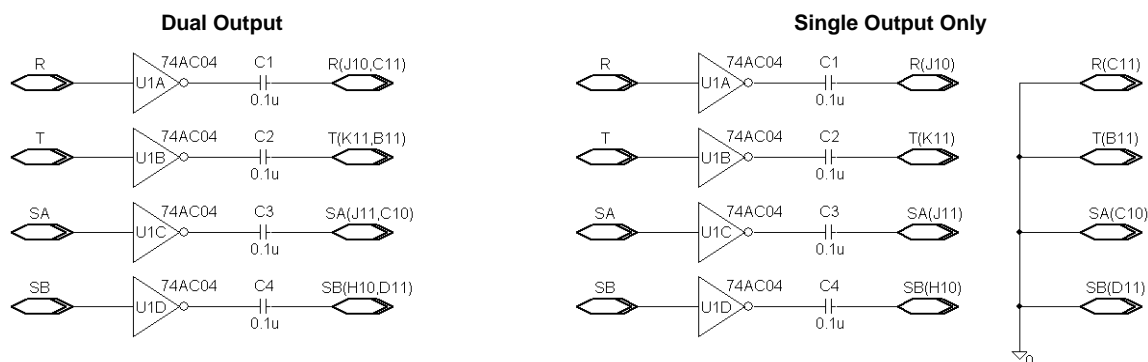 Dual Output
Single Output Only
R 74AC04 C1 R(J10,C11)
U1A
0.1u
T 74AC04 C2 T(K11,B11)
U1B
0.1u
SA 74AC04 C3 SA(J11,C10)
U1C
0.1u
SB 74AC04 C4 SB(H10,D11)
U1D
0.1u
R 74AC04 C1 R(J10) R(C11)
U1A
0.1u
T 74AC04 C2 T(K11) T(B11)
U1B
0.1u
SA 74AC04 C3 SA(J11) SA(C10)
U1C
0.1u
SB 74AC04 C4 SB(H10) SB(D11)
U1D
0.1u
0